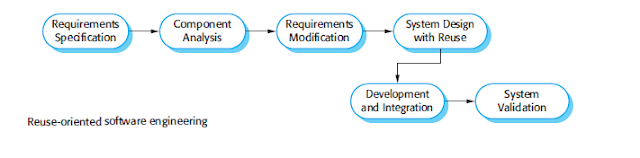 Requirements
Specification
Component
Analysis
Requirements
Modification
System Design
with Reuse
Development
and Integration
System
Validation
Reuse-oriented software engineering